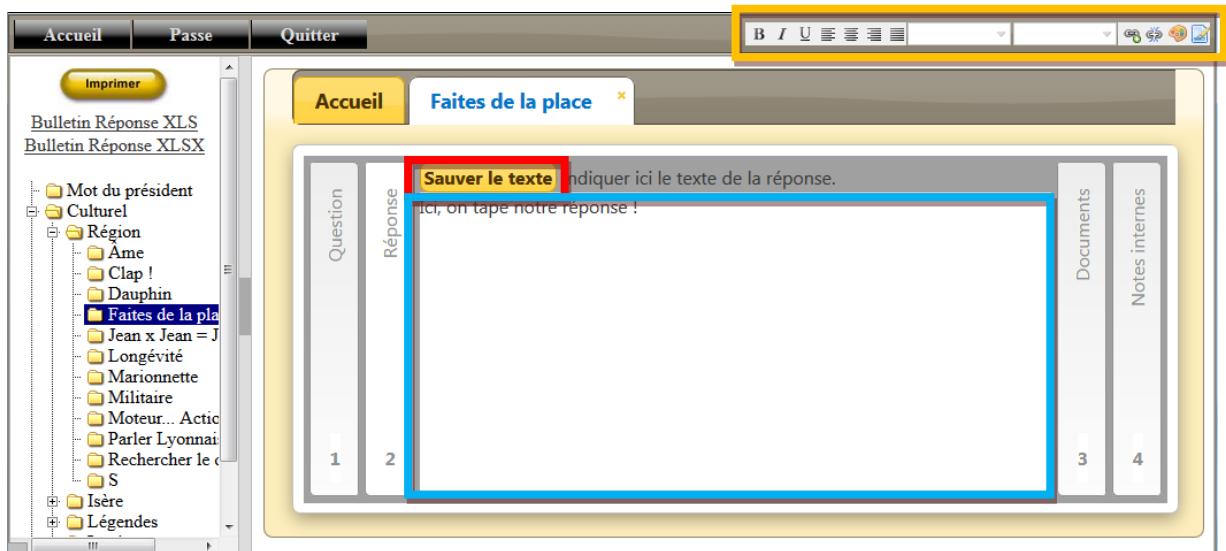 Accueil Passe Quitter
B I U
Imprimer
Bulletin Réponse XLS
Bulletin Réponse XLSX
Mot du président
Culturel
Région
Âme
Clap !
Dauphin
Faites de la pla
Jean x Jean = J
Longévité
Marionnette
Militaire
Moteur... Actic
Parler Lyonnai
Rechercher le
S
Isère
Légendes
Accueil Faites de la place ×
Question 1
Réponse 2
Sauver le texte ndiquer ici le texte de la réponse.
Ici, on tape notre réponse !
Documents 3
Notes internes 4